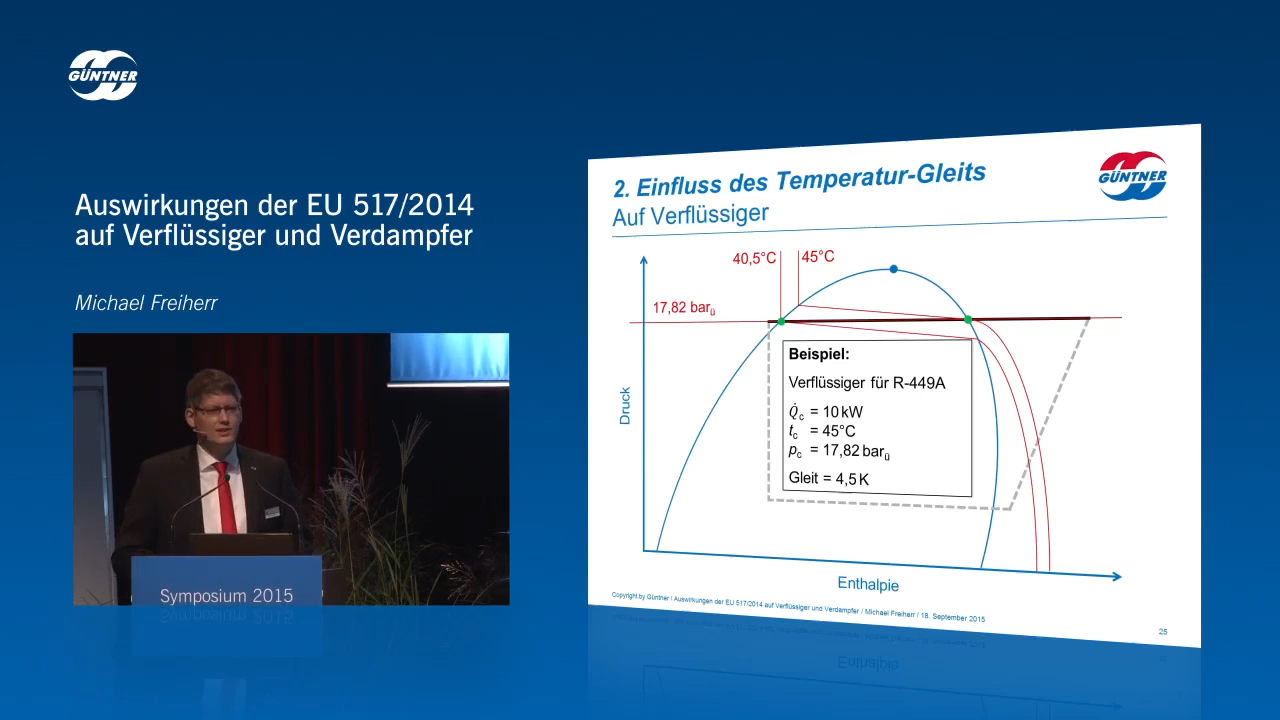 GÜNTNER
Auswirkungen der EU 517/2014
auf Verflüssiger und Verdampfer
Michael Freiherr
Symposium 2015
2. Einfluss des Temperatur-Gleits
Auf Verflüssiger
GÜNTNER
40,5°C
45°C
17,82 barü
Druck
Beispiel:
Verflüssiger für R-449A
Q̇c = 10 kW
tc = 45°C
pc = 17,82 barü
Gleit = 4,5 K
Enthalpie
Copyright by Güntner / Auswirkungen der EU 517/2014 auf Verflüssiger und Verdampfer / Michael Freiherr / 18. September 2015
25